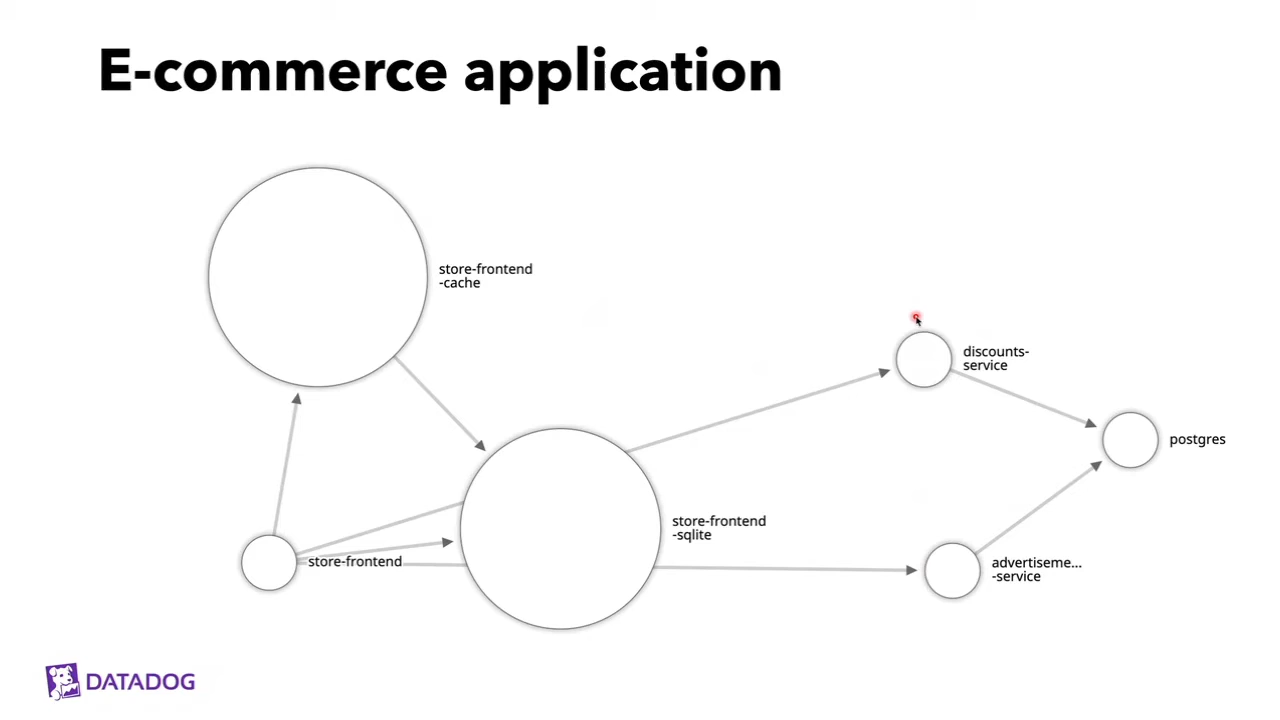 E-commerce application
store-frontend
-cache
discounts-
service
postgres
store-frontend
-sqlite
store-frontend
advertiseme...
-service
DATADOG